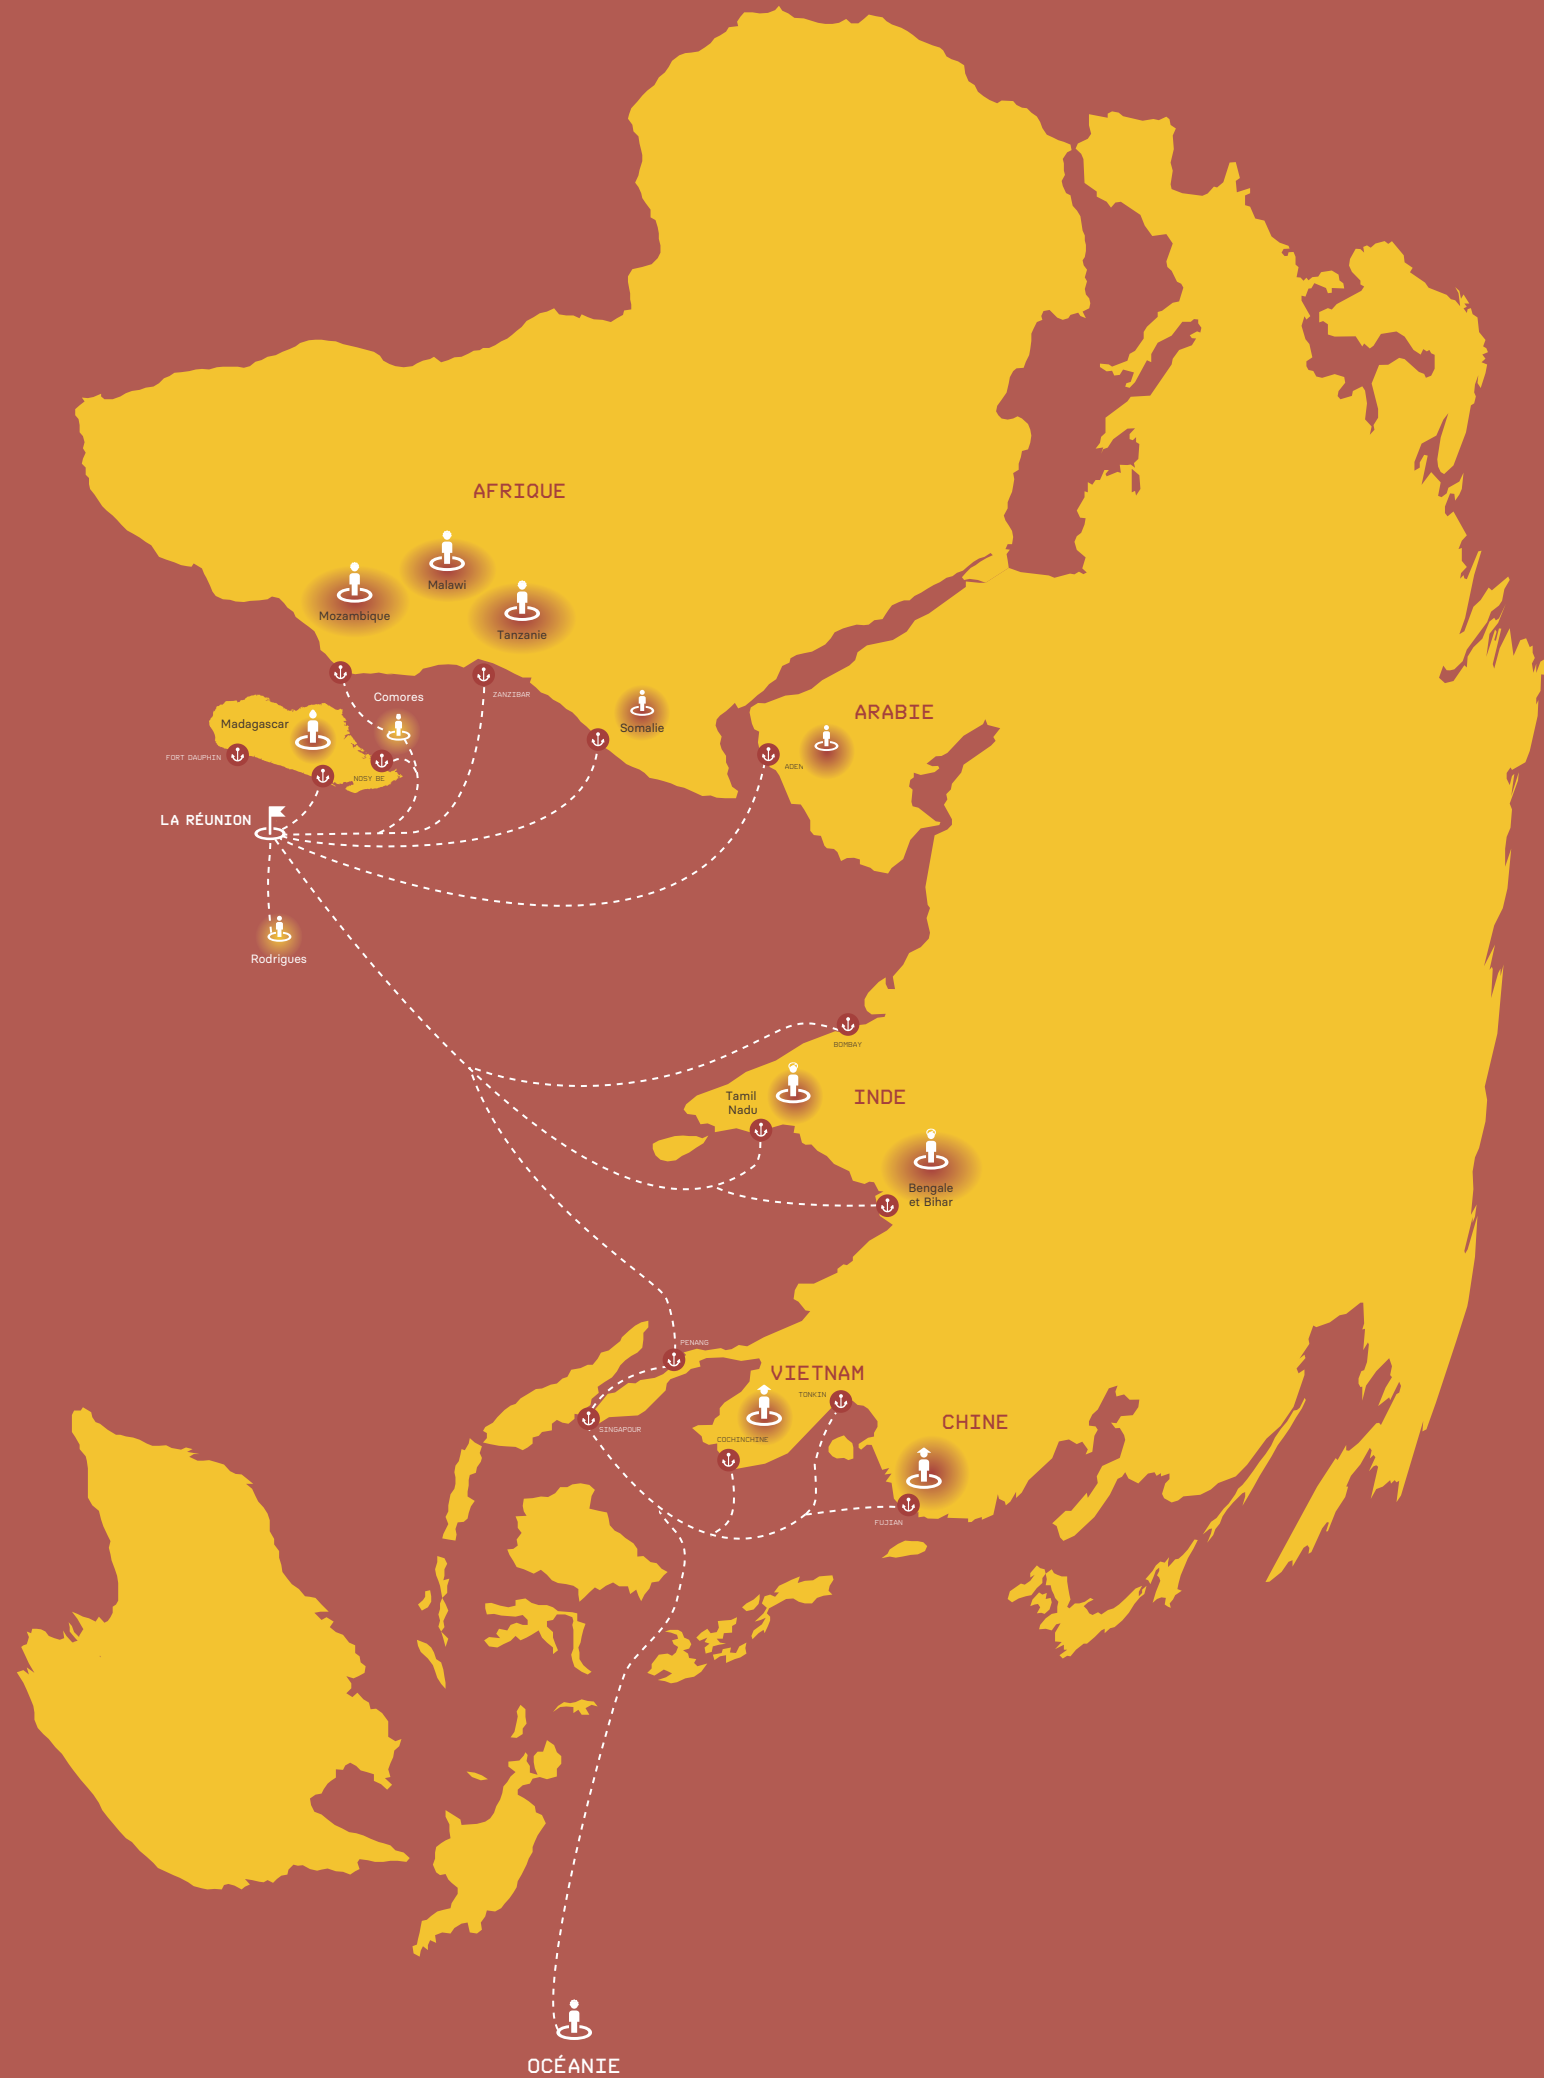 AFRIQUE
Malawi
Mozambique
Tanzanie
Comores
ZANZIBAR
Madagascar
Somalie
ARABIE
FORT DAUPHIN
ADEN
NOSY BE
LA RÉUNION
Rodrigues
BOMBAY
Tamil
Nadu
INDE
Bengale
et Bihar
PENANG
VIETNAM
TONKIN
SINGAPOUR
COCHINCHINE
CHINE
FUJIAN
OCÉANIE